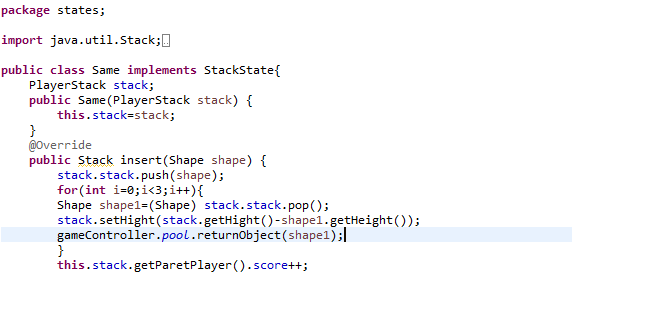 package states;
import java.util.Stack;
public class Same implements StackState{
PlayerStack stack;
public Same(PlayerStack stack) {
this.stack=stack;
}
@Override
public Stack insert(Shape shape) {
stack.stack.push(shape);
for(int i=0;i<3;i++){
Shape shape1=(Shape) stack.stack.pop();
stack.setHight(stack.getHight()-shape1.getHeight());
gameController.pool.returnObject(shape1);
}
this.stack.getParetPlayer().score++;